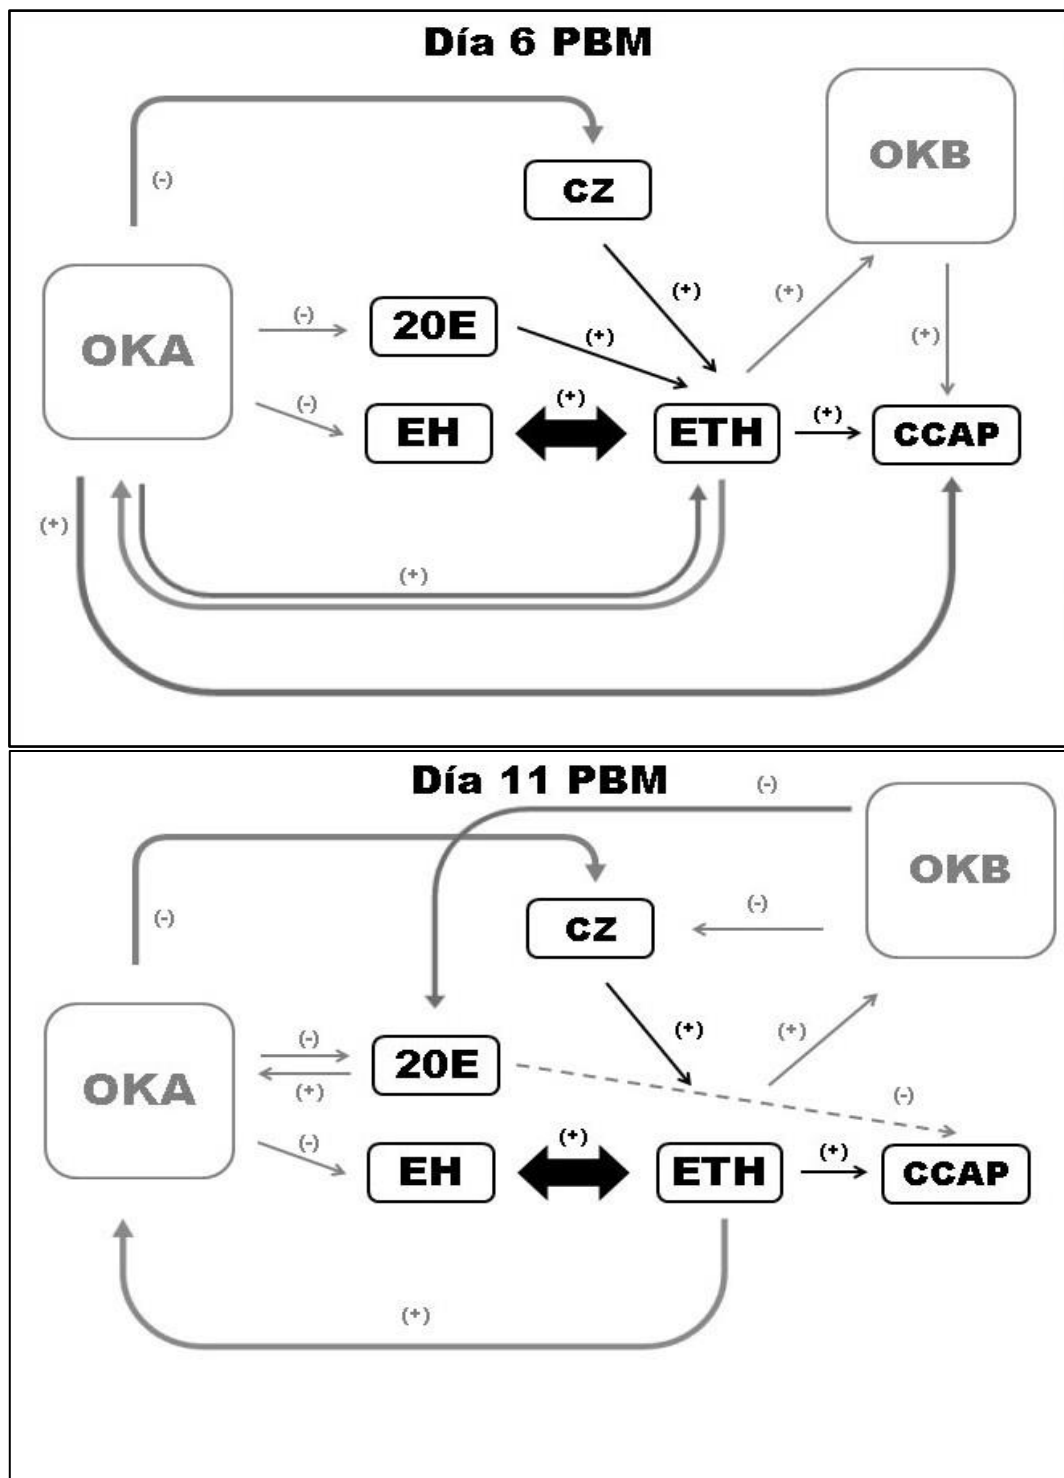 Día 6 PBM
OKB
(-)
CZ
OKA
(-)
20E
(+)
(+)
(+)
(+)
(-)
EH
(+)
ETH
(+)
CCAP
(+)
(+)
Día 11 PBM
(-)
OKB
(-)
CZ
(-)
OKA
(-)
20E
(+)
(+)
(+)
(-)
(-)
EH
(+)
ETH
(+)
CCAP
(+)